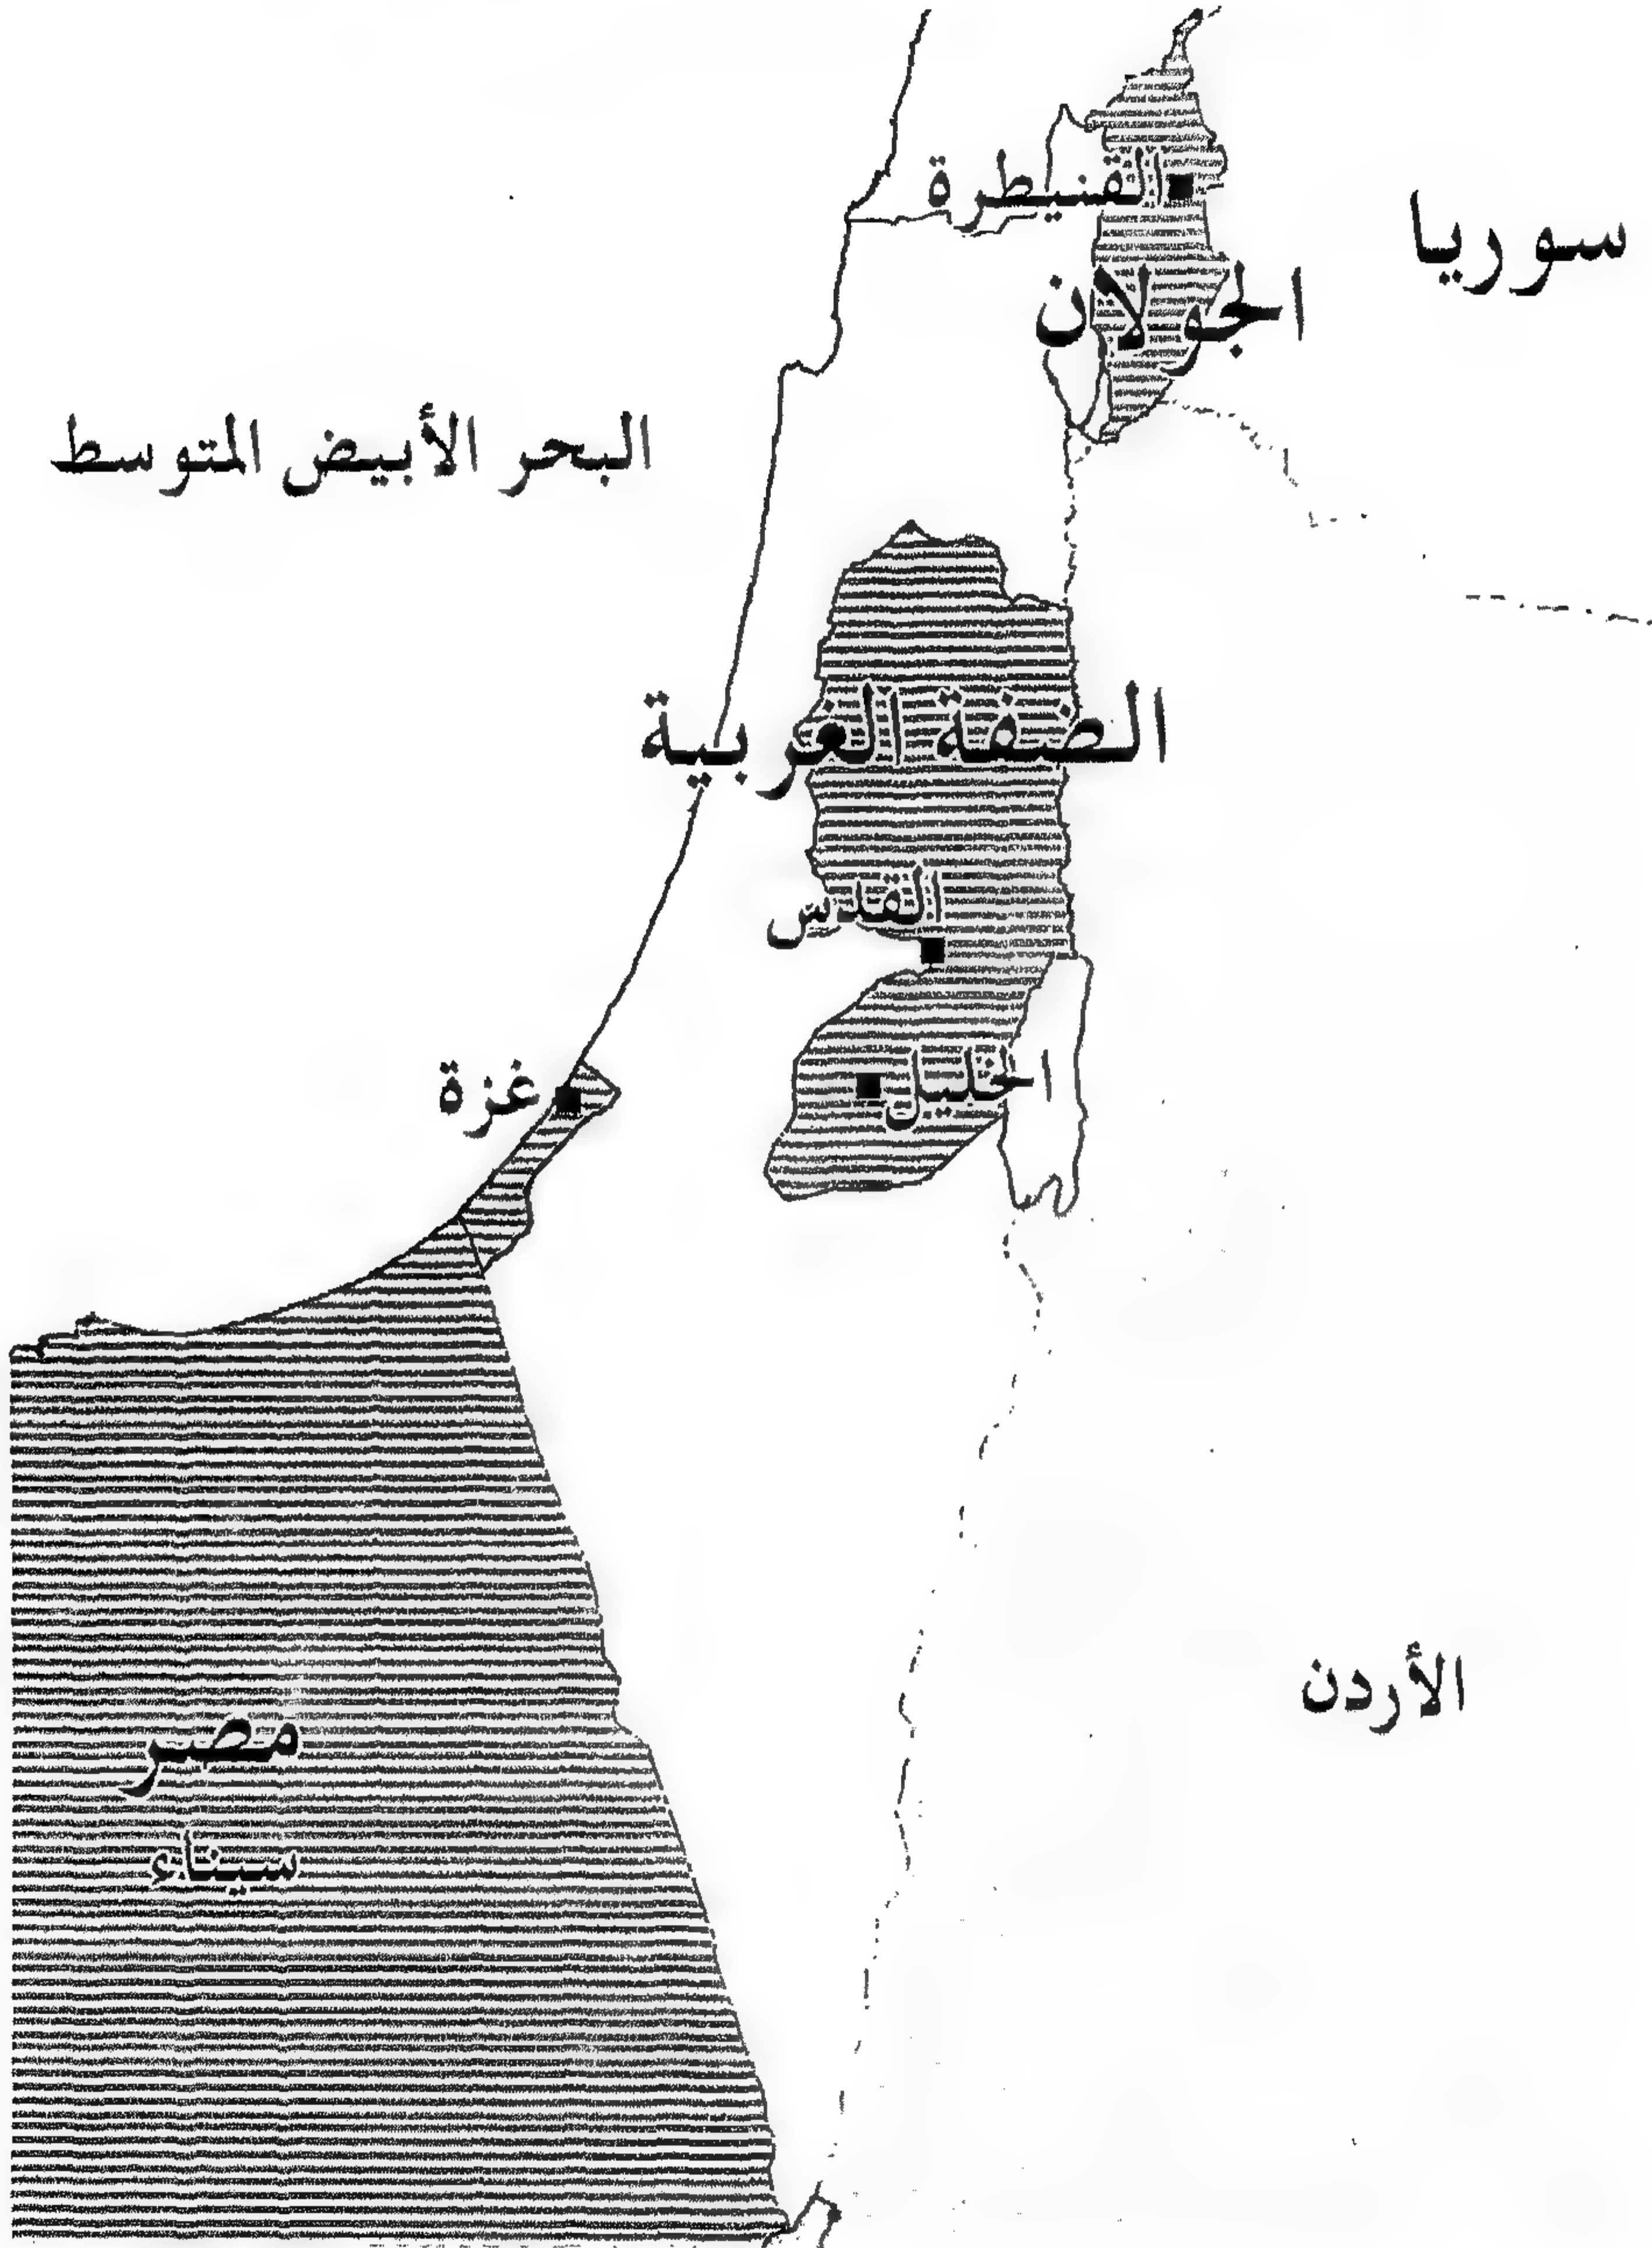 القنيطرة
سوريا
الجولان
البحر الأبيض المتوسط
الضفة الغربية
القدس
الخليل
غزة
الأردن
مصر
سيناء